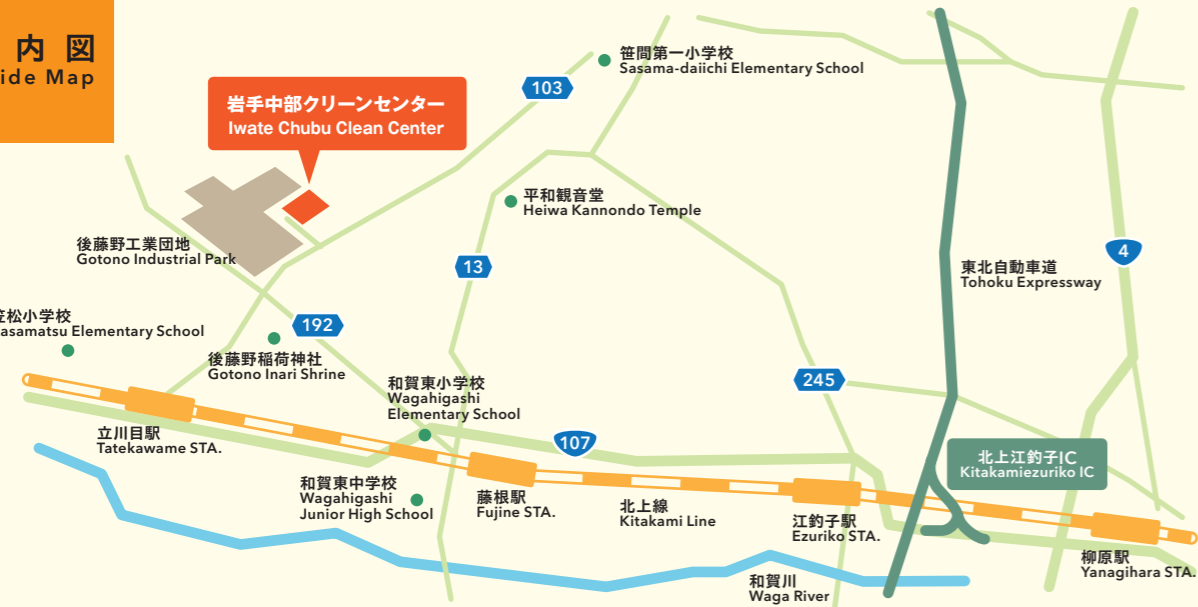 内 図
ide Map
笹間第一小学校
Sasama-daiichi Elementary School
103
岩手中部クリーンセンター
Iwate Chubu Clean Center
平和観音堂
Heiwa Kannondo Temple
後藤野工業団地
Gotono Industrial Park
13
4
東北自動車道
Tohoku Expressway
笠松小学校
asamatsu Elementary School
192
後藤野稲荷神社
Gotono Inari Shrine
和賀東小学校
Wagahigashi
Elementary School
245
107
立川目駅
Tatekawame STA.
北上江釣子IC
Kitakamiezuriko IC
和賀東中学校
Wagahigashi
Junior High School
藤根駅
Fujine STA.
北上線
Kitakami Line
江釣子駅
Ezuriko STA.
柳原駅
Yanagihara STA.
和賀川
Waga River